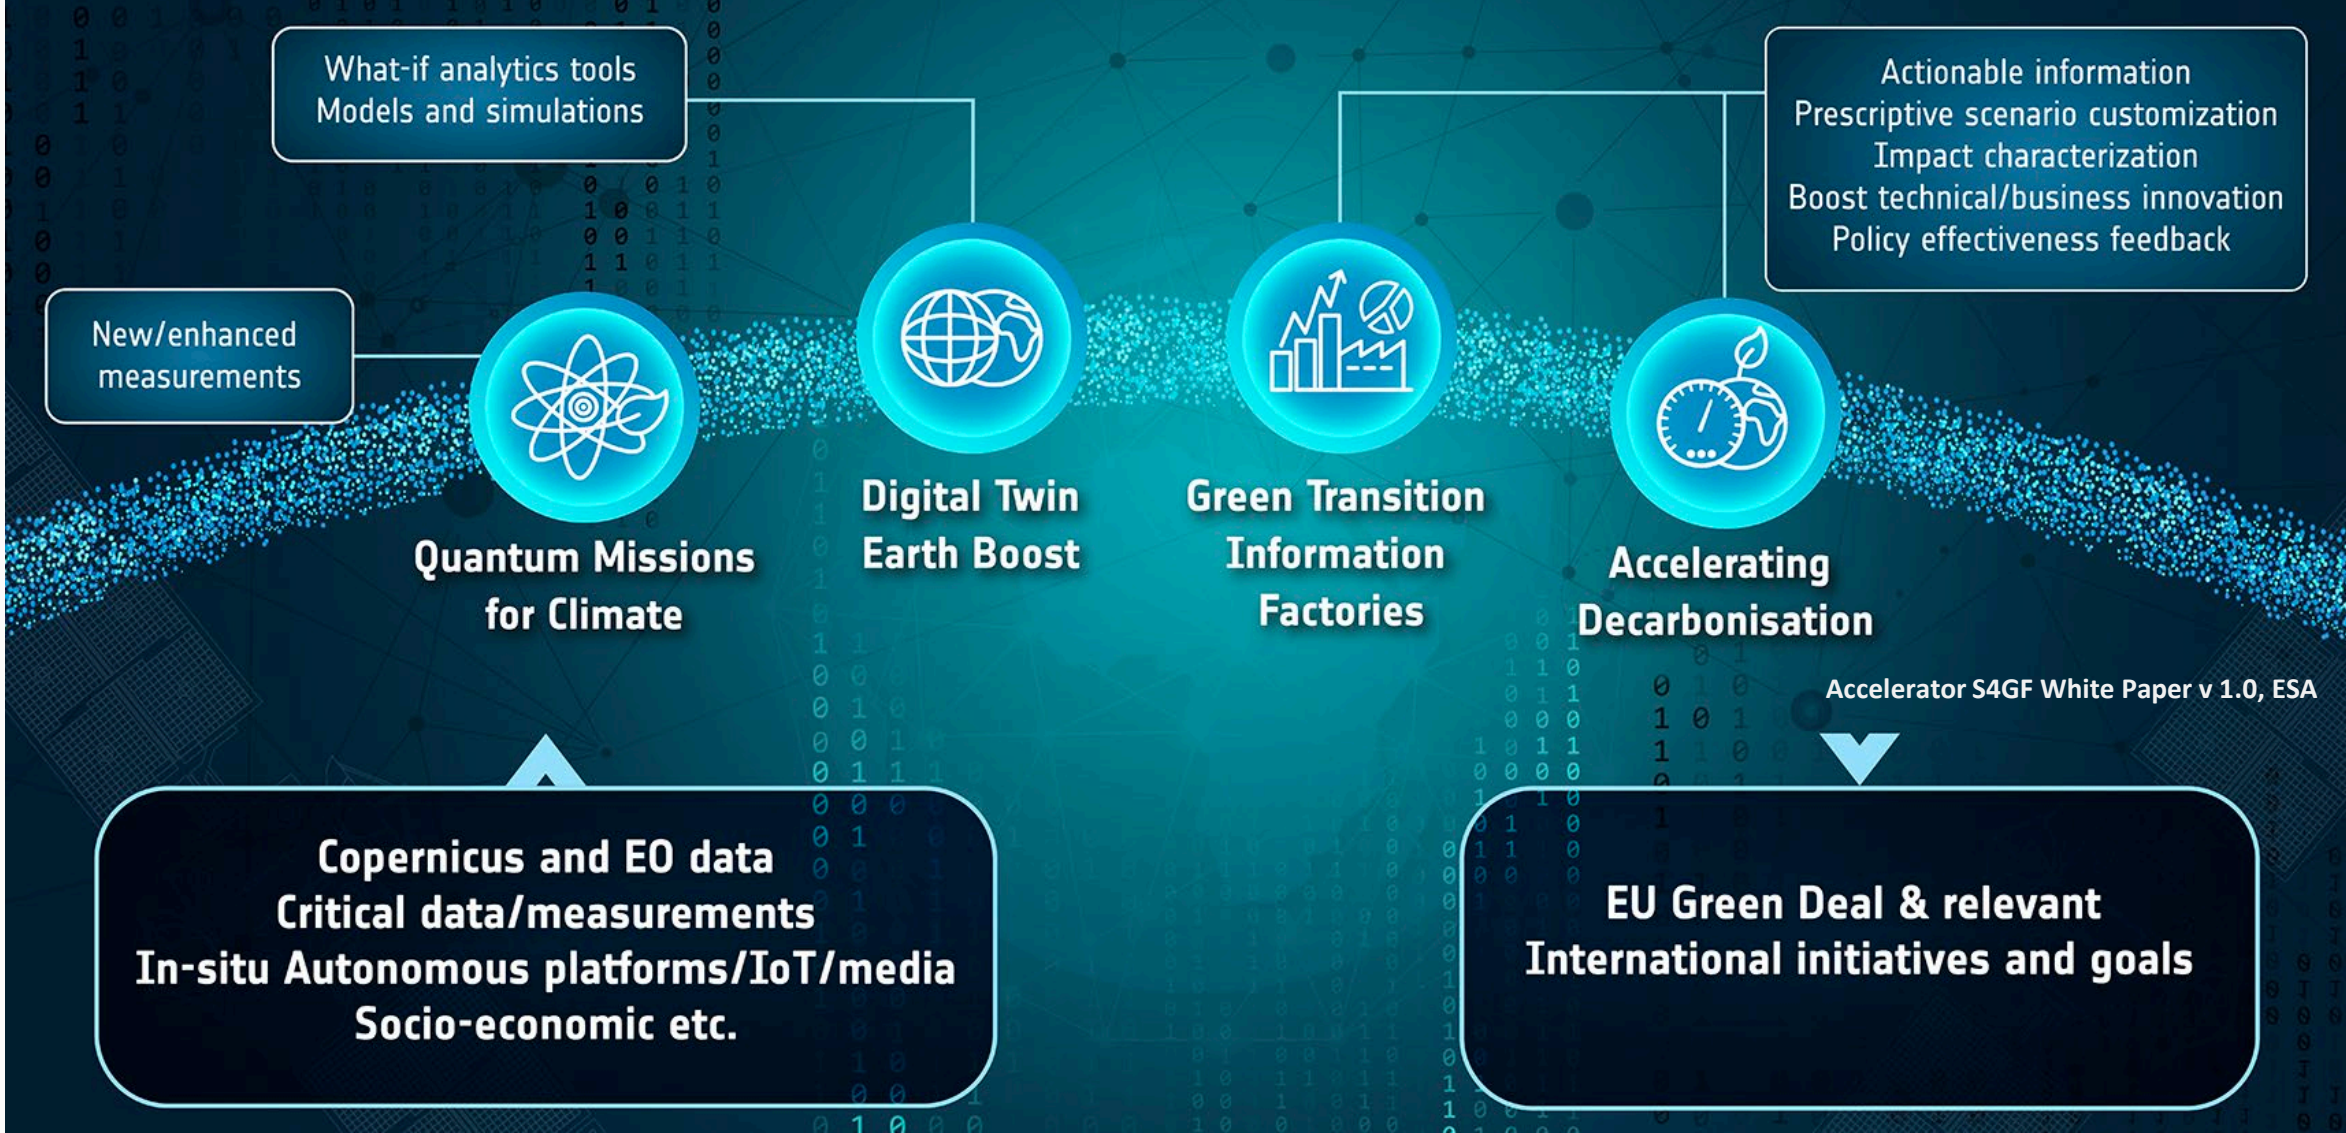 What-if analytics tools
Models and simulations
Actionable information
Prescriptive scenario customization
Impact characterization
Boost technical/business innovation
Policy effectiveness feedback
New/enhanced
measurements
Quantum Missions
for Climate
Digital Twin
Earth Boost
Green Transition
Information
Factories
Accelerating
Decarbonisation
Accelerator S4GF White Paper v 1.0, ESA
Copernicus and EO data
Critical data/measurements
In-situ Autonomous platforms/IoT/media
Socio-economic etc.
EU Green Deal & relevant
International initiatives and goals